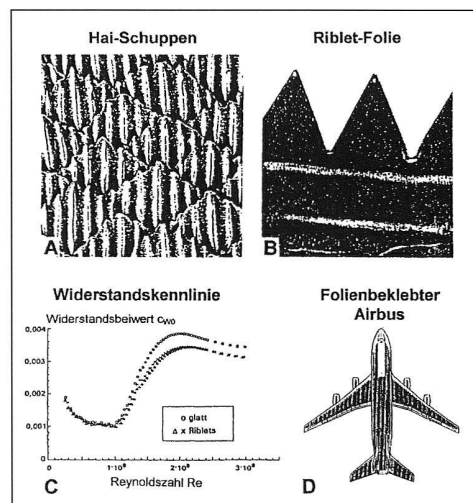 Hai-Schuppen
Riblet-Folie
A
B
Widerstandskennlinie
Folienbeklebter
Airbus
Widerstandsbeiwert cW0
0,004
0,003
0,002
0,001
o glatt
Δ x Riblets
0
1·10⁶
2·10⁶
3·10⁶
C
Reynoldszahl Re
D